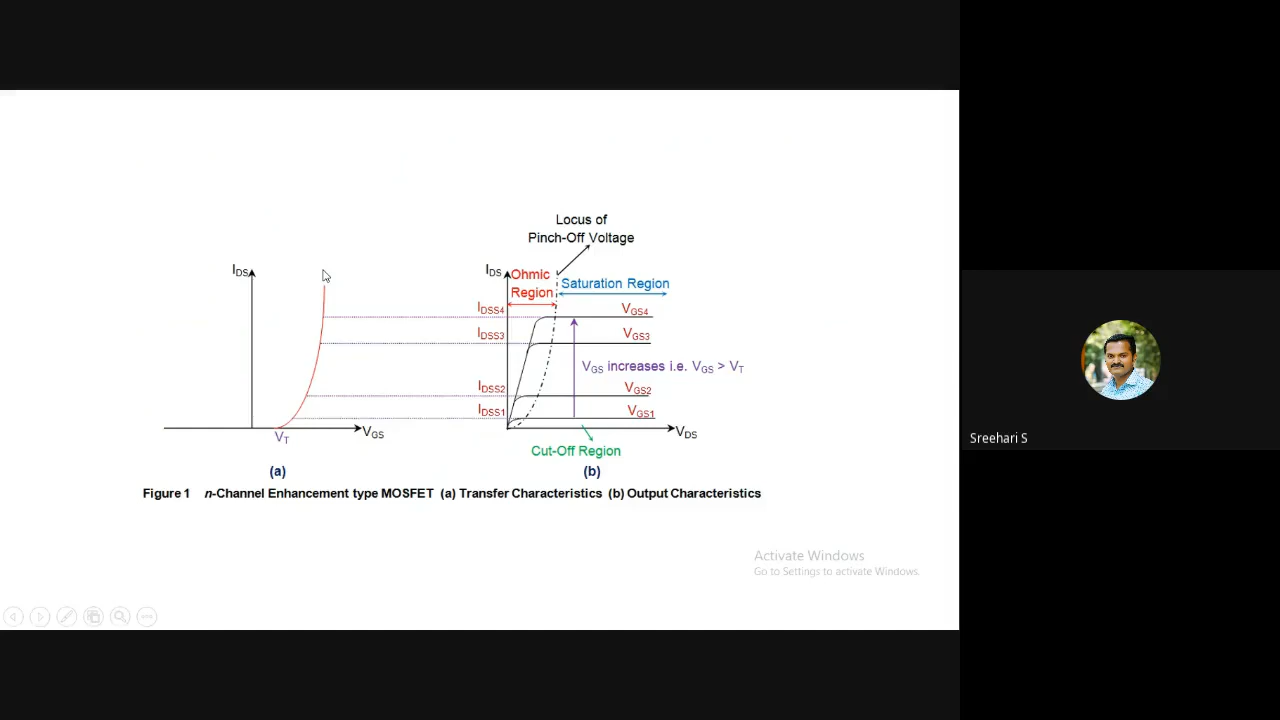 Locus of
Pinch-Off Voltage
IDS
IDS
Ohmic
Region
Saturation Region
IDSS4
VGS4
IDSS3
VGS3
VGS increases i.e. VGS > VT
IDSS2
VGS2
IDSS1
VGS1
VT
VGS
VDS
Cut-Off Region
(a)
(b)
Figure 1 n-Channel Enhancement type MOSFET (a) Transfer Characteristics (b) Output Characteristics
Activate Windows
Go to Settings to activate Windows.
Sreehari S